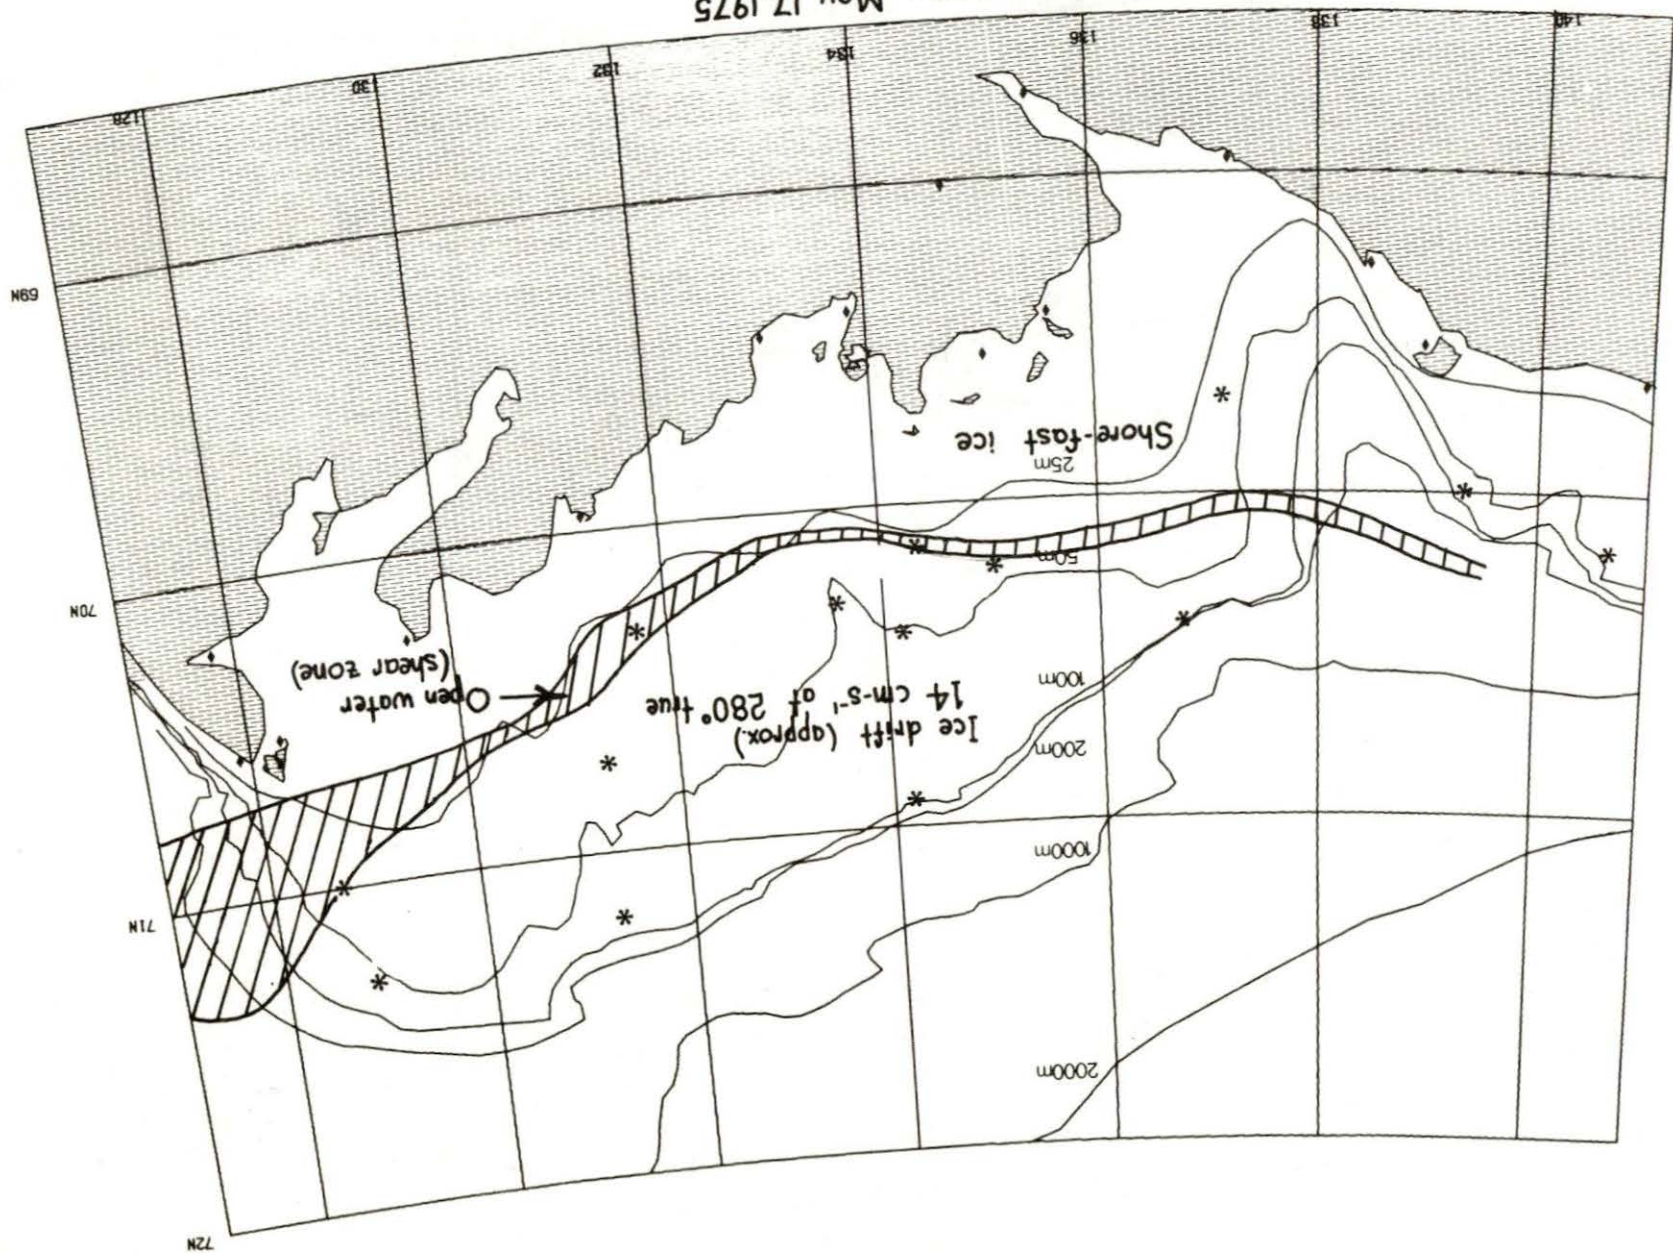 72N
2000m
71N
1000m
200m
Ice drift (approx.)
14 cm-s⁻¹ at 280° true
100m
Open water
(shear zone)
70N
50m
25m
Shore-fast ice
69N
140
138
136
134
132
130
128
May 17 1975